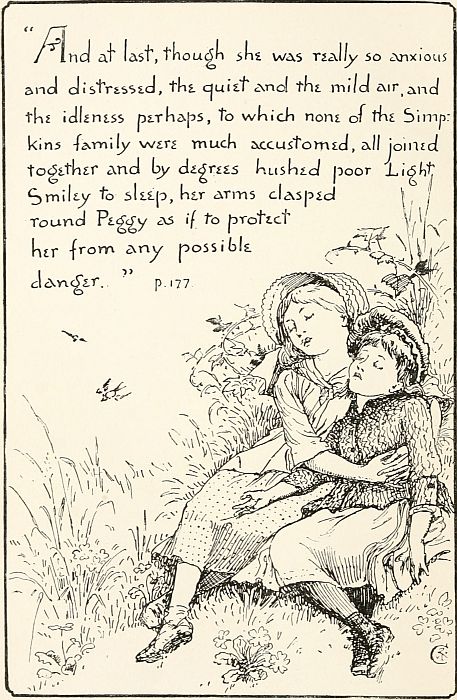 "And at last, though she was really so anxious
and distressed, the quiet and the mild air, and
the idleness perhaps, to which none of the Simp:
kins family were much accustomed, all joined
together and by degrees hushed poor Light
Smiley to sleep, her arms clasped
round Peggy as if to protect
her from any possible
danger.." p.177.